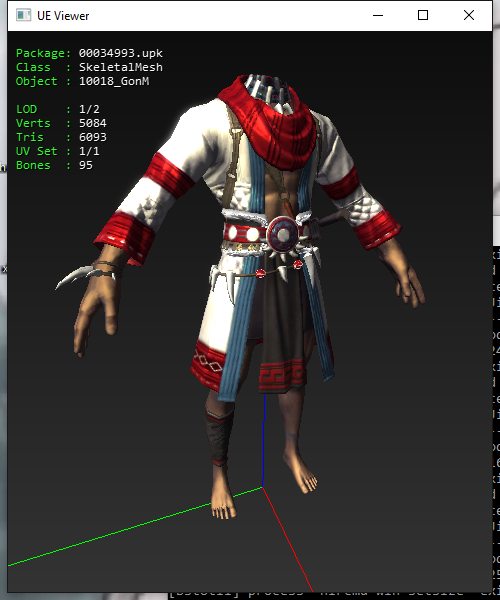 UE Viewer
Package: 00034993.upk
Class : SkeletalMesh
Object : 10018_GonM
LOD : 1/2
Verts : 5084
Tris : 6093
UV Set : 1/1
Bones : 95